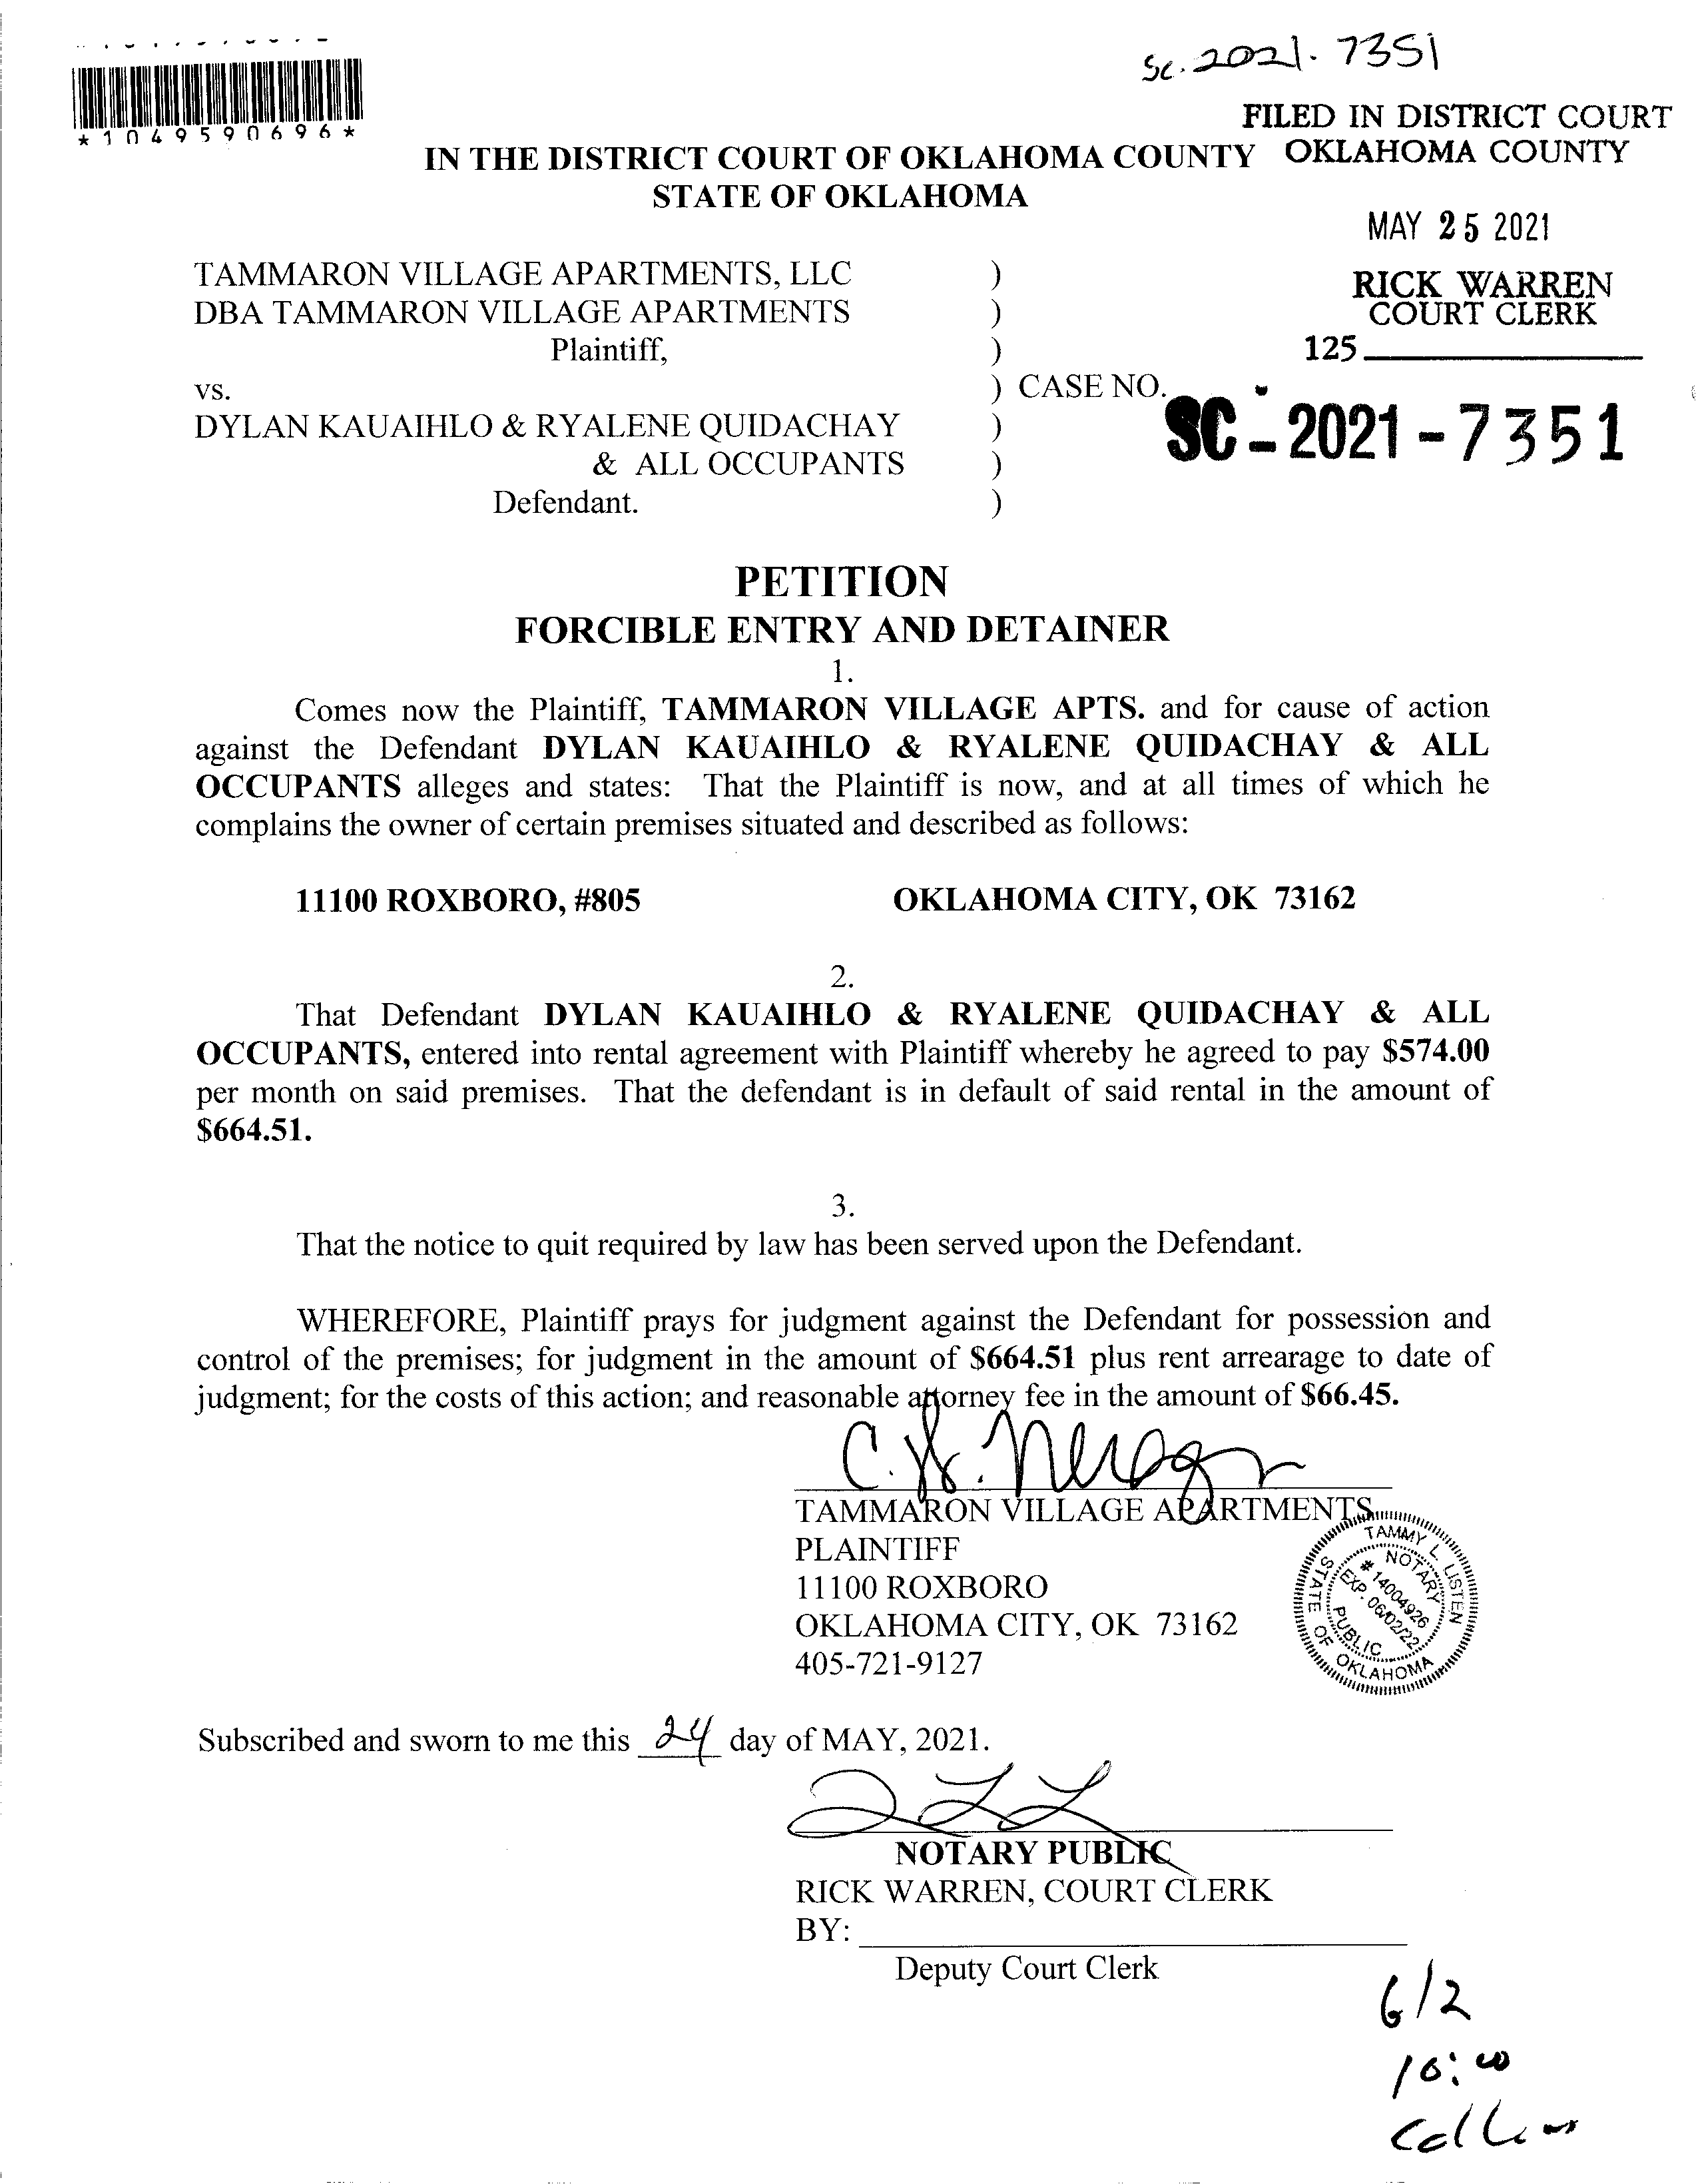 sc. 2021. 7351
*1049590696*
FILED IN DISTRICT COURT
OKLAHOMA COUNTY
IN THE DISTRICT COURT OF OKLAHOMA COUNTY
STATE OF OKLAHOMA
MAY 25 2021
RICK WARREN
COURT CLERK
125
TAMMARON VILLAGE APARTMENTS, LLC )
DBA TAMMARON VILLAGE APARTMENTS )
Plaintiff, )
vs. ) CASE NO.
SC - 2021 - 7351
DYLAN KAUAIHLO & RYALENE QUIDACHAY )
& ALL OCCUPANTS )
Defendant. )
PETITION
FORCIBLE ENTRY AND DETAINER
1.
Comes now the Plaintiff, TAMMARON VILLAGE APTS. and for cause of action
against the Defendant DYLAN KAUAIHLO & RYALENE QUIDACHAY & ALL
OCCUPANTS alleges and states: That the Plaintiff is now, and at all times of which he
complains the owner of certain premises situated and described as follows:
11100 ROXBORO, #805 OKLAHOMA CITY, OK 73162
2.
That Defendant DYLAN KAUAIHLO & RYALENE QUIDACHAY & ALL
OCCUPANTS, entered into rental agreement with Plaintiff whereby he agreed to pay $574.00
per month on said premises. That the defendant is in default of said rental in the amount of
$664.51.
3.
That the notice to quit required by law has been served upon the Defendant.
WHEREFORE, Plaintiff prays for judgment against the Defendant for possession and
control of the premises; for judgment in the amount of $664.51 plus rent arrearage to date of
judgment; for the costs of this action; and reasonable attorney fee in the amount of $66.45.
TAMMARON VILLAGE APARTMENTS
PLAINTIFF
11100 ROXBORO
OKLAHOMA CITY, OK 73162
405-721-9127
TAMMY L. LISTEN
NOTARY
# 14004926
EXP. 06/02/22
PUBLIC
STATE OF OKLAHOMA
Subscribed and sworn to me this 24 day of MAY, 2021.
NOTARY PUBLIC
RICK WARREN, COURT CLERK
BY:
Deputy Court Clerk
6/2
10:00